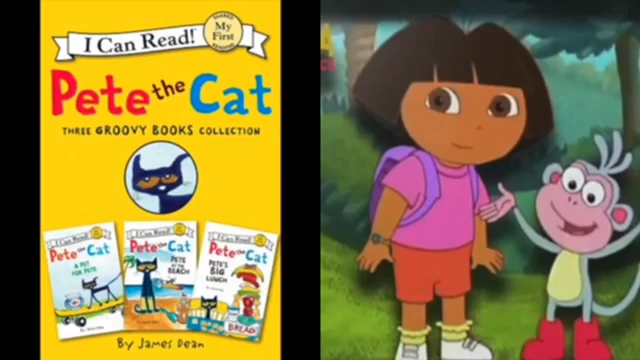 I Can Read!
SHARED
My
First
READING
Pete the Cat
THREE GROOVY BOOKS COLLECTION
I Can Read!
Pete the Cat
A PET
FOR PETE
I Can Read!
Pete the Cat
PETE
AT THE
BEACH
I Can Read!
Pete the Cat
PETE'S
BIG
LUNCH
BREAD
By James Dean